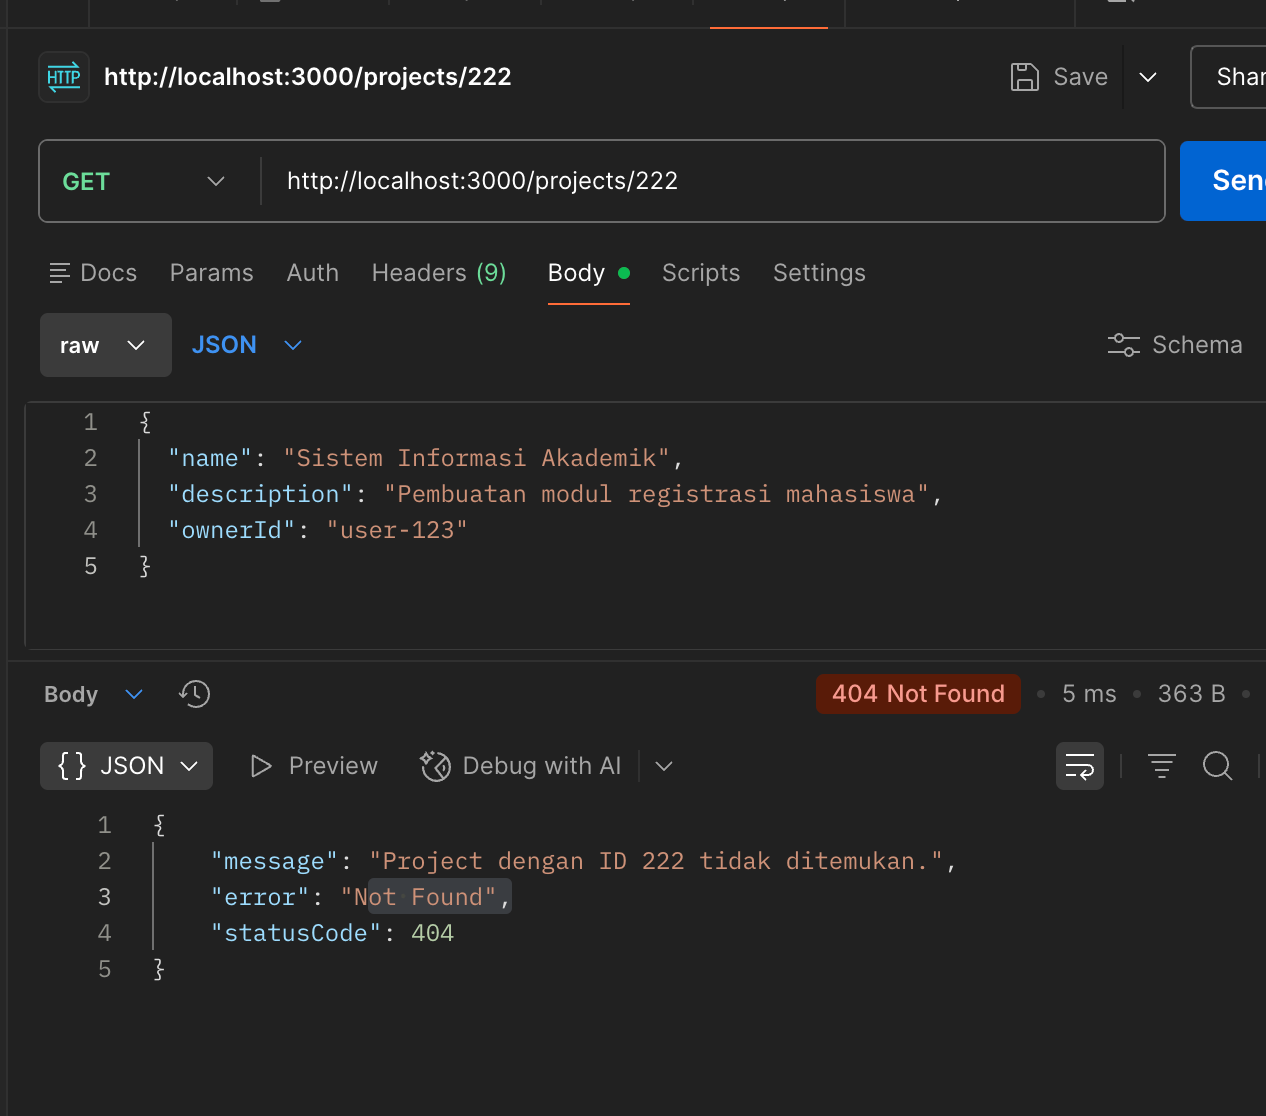 HTTP http://localhost:3000/projects/222 Save Shar
GET http://localhost:3000/projects/222 Send
Docs Params Auth Headers (9) Body Scripts Settings
raw JSON Schema
1 {
2 "name": "Sistem Informasi Akademik",
3 "description": "Pembuatan modul registrasi mahasiswa",
4 "ownerId": "user-123"
5 }
Body 404 Not Found • 5 ms • 363 B •
{} JSON Preview Debug with AI
1 {
2 "message": "Project dengan ID 222 tidak ditemukan.",
3 "error": "Not Found",
4 "statusCode": 404
5 }